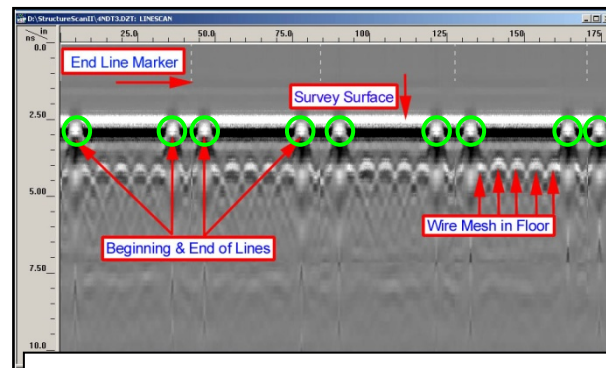 D:\StructureScanII\4NDT3.DZT: LINESCAN
in
ns
25.0
50.0
75.0
100.0
125
150
175
0.0
End Line Marker
Survey Surface
2.50
5.00
Wire Mesh in Floor
Beginning & End of Lines
7.50
10.0